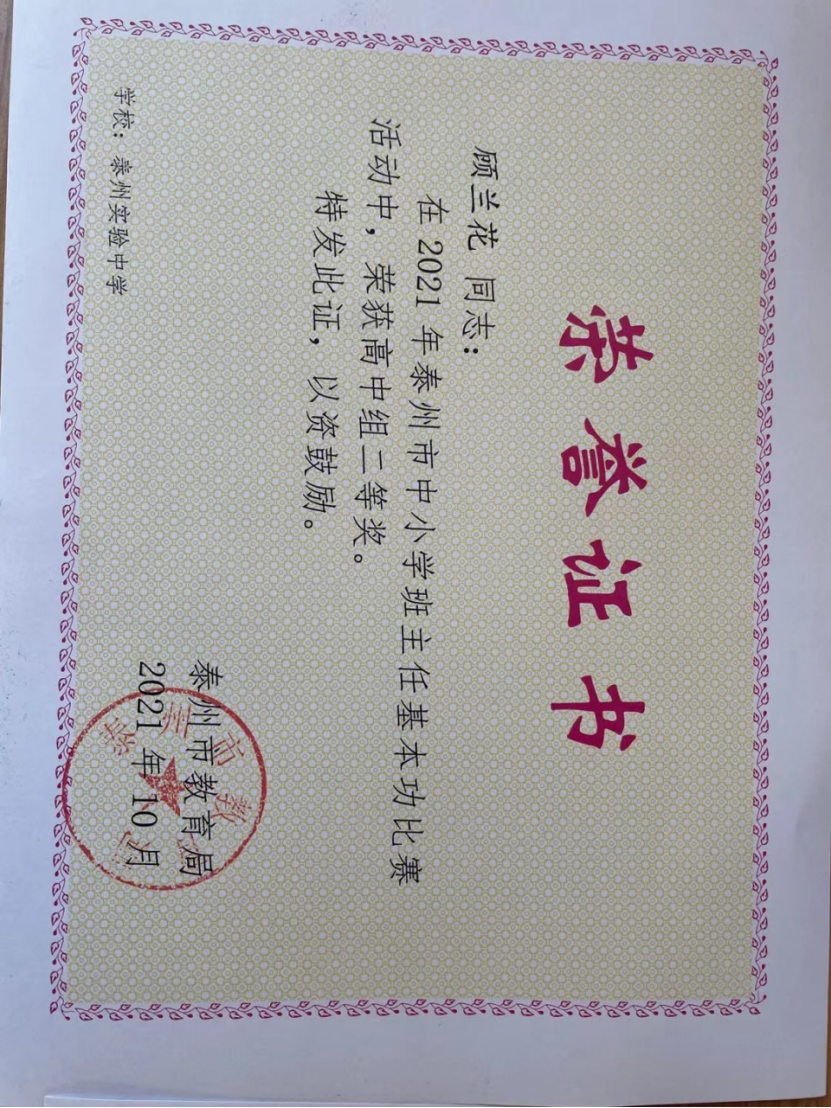 荣誉证书
顾兰花 同志：
在 2021 年泰州市中小学班主任基本功比赛
活动中，荣获高中组二等奖。
特发此证，以资鼓励。
泰州市教育局
2021 年 10 月
学校：泰州实验中学